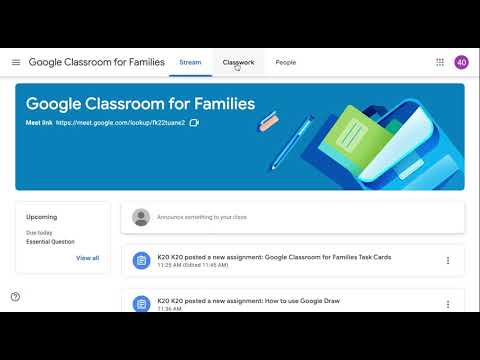 Google Classroom for Families
Stream
Classwork
People
40
Google Classroom for Families
Meet link https://meet.google.com/lookup/fk22tuane2
Upcoming
Due today
Essential Question
View all
Announce something to your class
K20 K20 posted a new assignment: Google Classroom for Families Task Cards
11:25 AM (Edited 11:45 AM)
K20 K20 posted a new assignment: How to use Google Draw
11:36 AM